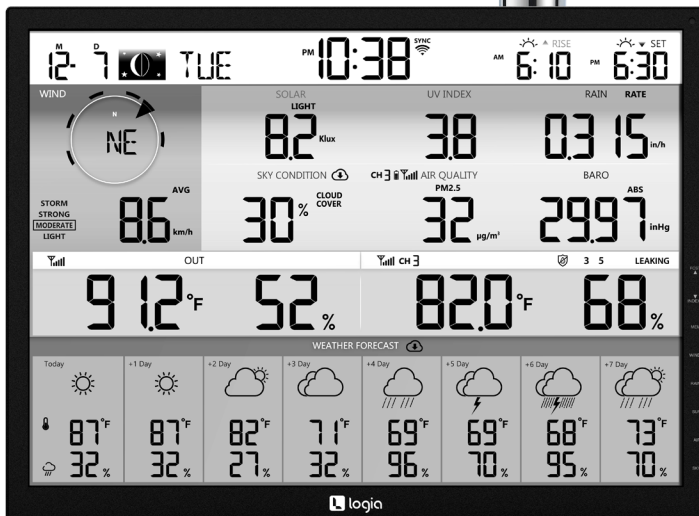 M D SYNC RISE SET
12- 7 TUE PM 10:38 AM 6:10 PM 6:30
WIND SOLAR UV INDEX RAIN RATE
N LIGHT
NE 8.2 Klux 3.8 0.315 in/h
SKY CONDITION CH 3 AIR QUALITY BARO
AVG CLOUD COVER PM2.5 ABS
STORM
STRONG
MODERATE
LIGHT
8.6 km/h 30 % 32 µg/m³ 29.97 inHg
OUT CH 3 3 5 LEAKING
91.2 °F 52 % 82.0 °F 68 %
WEATHER FORECAST
Today +1 Day +2 Day +3 Day +4 Day +5 Day +6 Day +7 Day
87°F 87°F 82°F 71°F 69°F 69°F 68°F 73°F
32% 32% 27% 32% 96% 70% 95% 70%
L logia